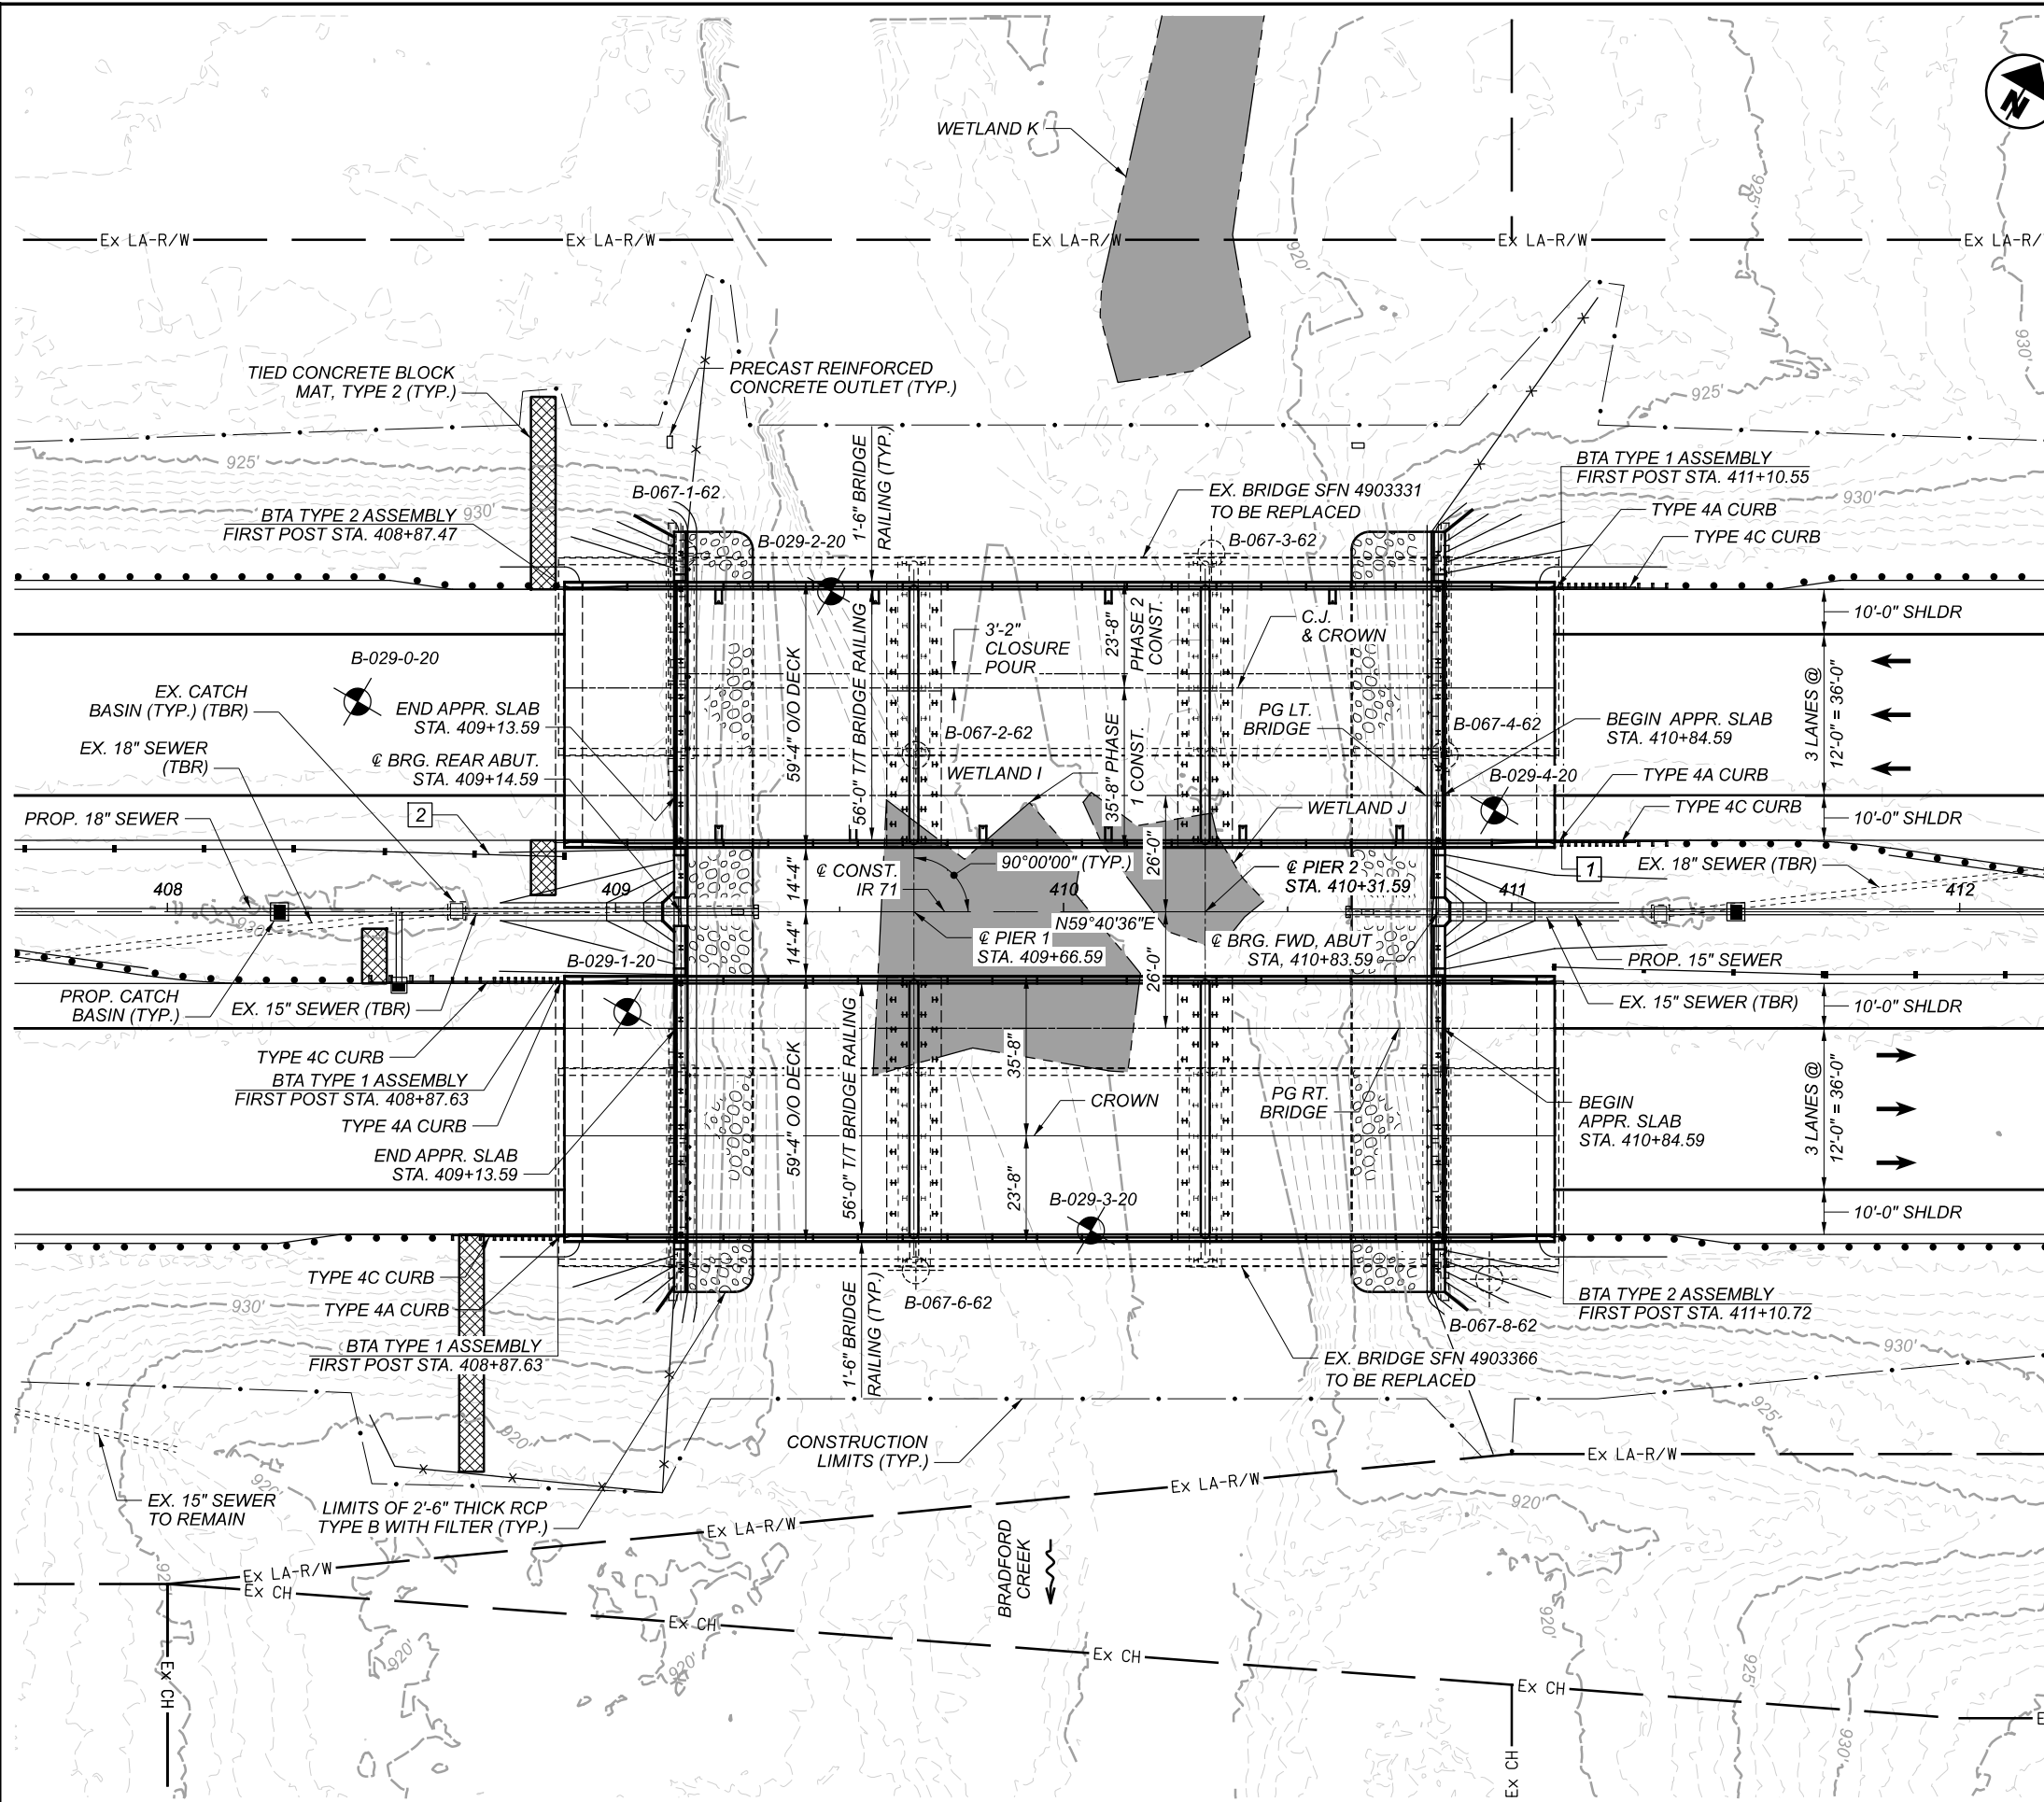 N
WETLAND K
925'
Ex LA-R/W
Ex LA-R/W
Ex LA-R/W
Ex LA-R/W
Ex LA-R/
920'
930'
TIED CONCRETE BLOCK
MAT, TYPE 2 (TYP.)
PRECAST REINFORCED
CONCRETE OUTLET (TYP.)
925'
925'
1'-6" BRIDGE
RAILING (TYP.)
BTA TYPE 1 ASSEMBLY
FIRST POST STA. 411+10.55
B-067-1-62
EX. BRIDGE SFN 4903331
TO BE REPLACED
930'
BTA TYPE 2 ASSEMBLY
FIRST POST STA. 408+87.47
930'
TYPE 4A CURB
B-029-2-20
B-067-3-62
TYPE 4C CURB
10'-0" SHLDR
3'-2"
CLOSURE
POUR
23'-8"
PHASE 2
CONST.
C.J.
& CROWN
B-029-0-20
EX. CATCH
BASIN (TYP.) (TBR)
END APPR. SLAB
STA. 409+13.59
59'-4" O/O DECK
56'-0" T/T BRIDGE RAILING
B-067-2-62
35'-8" PHASE
1 CONST.
PG LT.
BRIDGE
B-067-4-62
BEGIN APPR. SLAB
STA. 410+84.59
3 LANES @
12'-0" = 36'-0"
EX. 18" SEWER
(TBR)
℄ BRG. REAR ABUT.
STA. 409+14.59
WETLAND I
B-029-4-20
TYPE 4A CURB
PROP. 18" SEWER
2
WETLAND J
TYPE 4C CURB
10'-0" SHLDR
26'-0"
14'-4"
℄ CONST.
IR 71
90°00'00" (TYP.)
℄ PIER 2
STA. 410+31.59
1
EX. 18" SEWER (TBR)
408
409
410
411
412
930'
N59°40'36"E
14'-4"
℄ PIER 1
STA. 409+66.59
26'-0"
℄ BRG. FWD, ABUT
STA, 410+83.59
B-029-1-20
PROP. 15" SEWER
PROP. CATCH
BASIN (TYP.)
EX. 15" SEWER (TBR)
EX. 15" SEWER (TBR)
10'-0" SHLDR
TYPE 4C CURB
BTA TYPE 1 ASSEMBLY
FIRST POST STA. 408+87.63
TYPE 4A CURB
END APPR. SLAB
STA. 409+13.59
59'-4" O/O DECK
56'-0" T/T BRIDGE RAILING
35'-8"
CROWN
PG RT.
BRIDGE
BEGIN
APPR. SLAB
STA. 410+84.59
3 LANES @
12'-0" = 36'-0"
23'-8"
B-029-3-20
10'-0" SHLDR
TYPE 4C CURB
TYPE 4A CURB
930'
B-067-6-62
1'-6" BRIDGE
RAILING (TYP.)
BTA TYPE 2 ASSEMBLY
FIRST POST STA. 411+10.72
B-067-8-62
BTA TYPE 1 ASSEMBLY
FIRST POST STA. 408+87.63
EX. BRIDGE SFN 4903366
TO BE REPLACED
930'
925'
920'
CONSTRUCTION
LIMITS (TYP.)
Ex LA-R/W
Ex LA-R/W
920'
920'
EX. 15" SEWER
TO REMAIN
LIMITS OF 2'-6" THICK RCP
TYPE B WITH FILTER (TYP.)
Ex LA-R/W
BRADFORD
CREEK
925'
Ex LA-R/W
Ex CH
Ex CH
920'
920'
920'
Ex CH
Ex CH
Ex CH
925'
930'
Ex CH